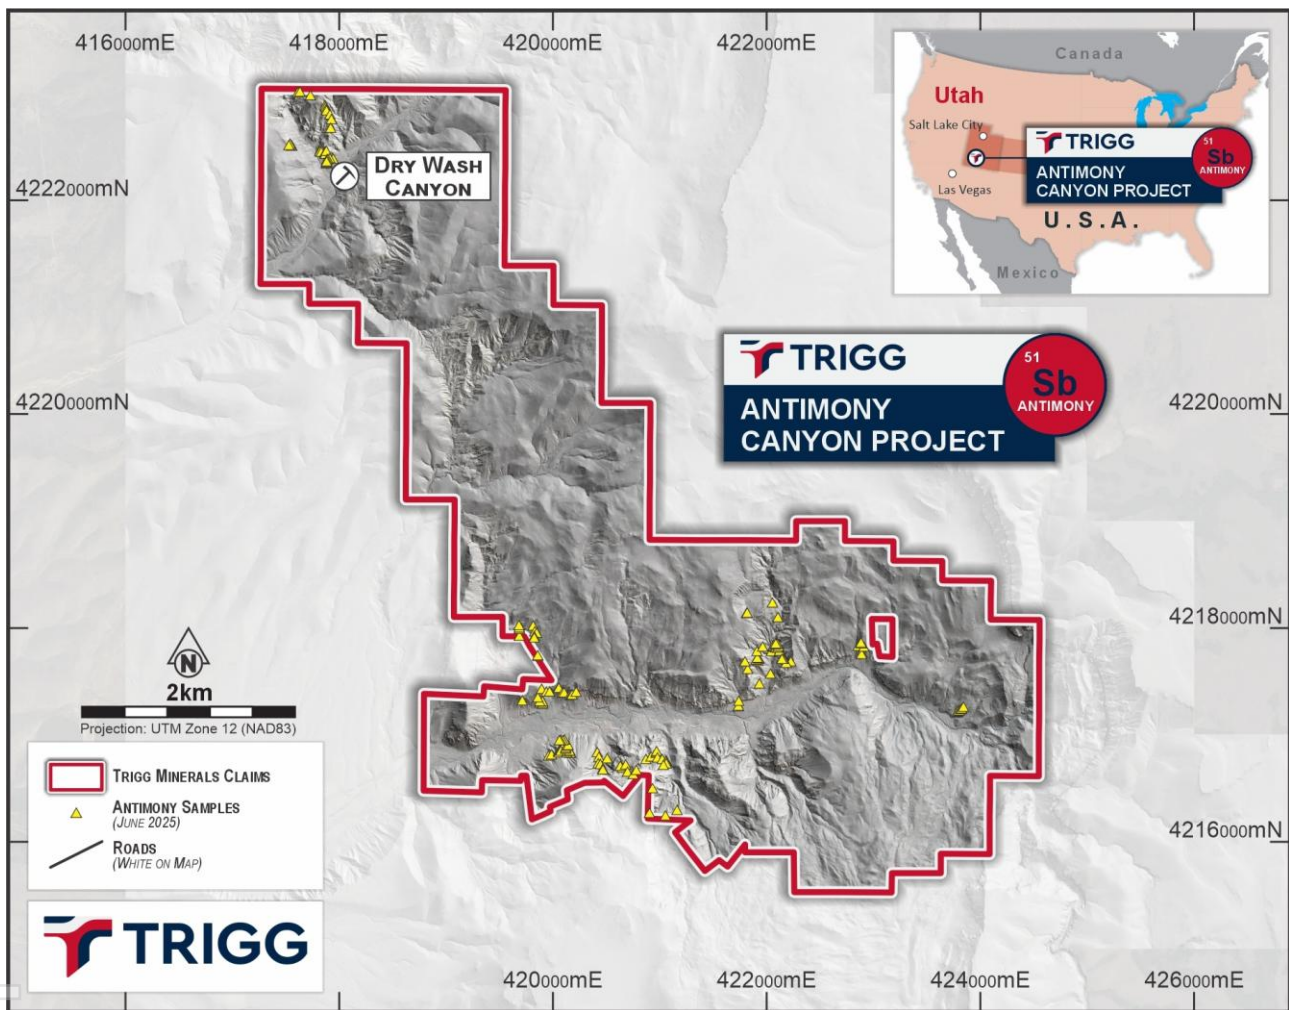 416000mE
418000mE
420000mE
422000mE
Canada
Utah
Salt Lake City
TRIGG
51
Sb
ANTIMONY
ANTIMONY
CANYON PROJECT
Las Vegas
U.S.A.
Mexico
DRY WASH
CANYON
4222000mN
TRIGG
51
Sb
ANTIMONY
ANTIMONY
CANYON PROJECT
4220000mN
4220000mN
4218000mN
N
2km
Projection: UTM Zone 12 (NAD83)
TRIGG MINERALS CLAIMS
ANTIMONY SAMPLES
(JUNE 2025)
ROADS
(WHITE ON MAP)
4216000mN
TRIGG
420000mE
422000mE
424000mE
426000mE